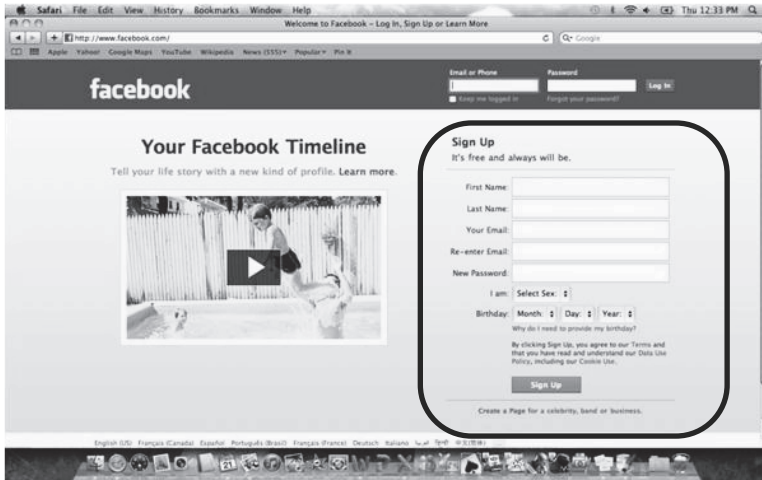 Safari File Edit View History Bookmarks Window Help Thu 12:33 PM
Welcome to Facebook – Log In, Sign Up or Learn More
http://www.facebook.com/ Google
Apple Yahoo! Google Maps YouTube Wikipedia News (555) Popular Pin It
facebook
Email or Phone Password
Log In
Keep me logged in Forgot your password?
Your Facebook Timeline
Tell your life story with a new kind of profile. Learn more.
Sign Up
It's free and always will be.
First Name:
Last Name:
Your Email:
Re-enter Email:
New Password:
I am: Select Sex:
Birthday: Month: Day: Year:
Why do I need to provide my birthday?
By clicking Sign Up, you agree to our Terms and
that you have read and understand our Data Use
Policy, including our Cookie Use.
Sign Up
Create a Page for a celebrity, band or business.
English (US) Français (Canada) Español Português (Brasil) Français (France) Deutsch Italiano العربية हिन्दी 中文(简体)